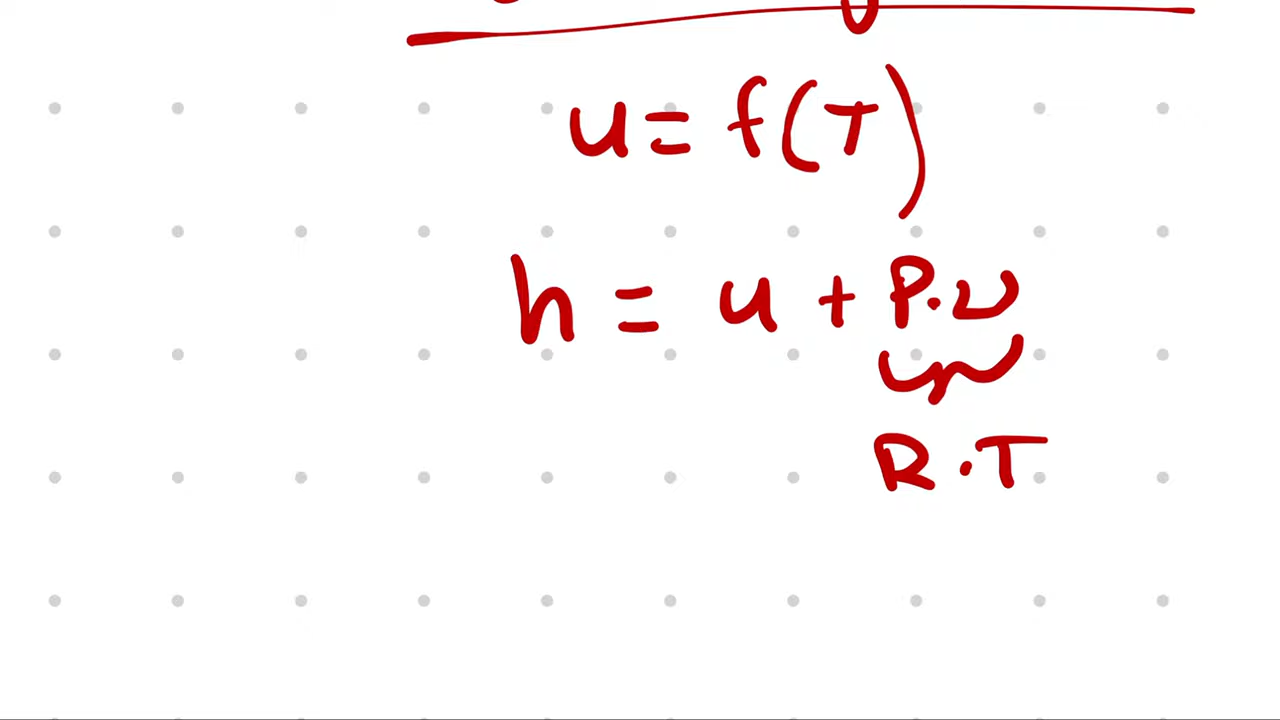 u = f(T)
h = u + P.v
R.T